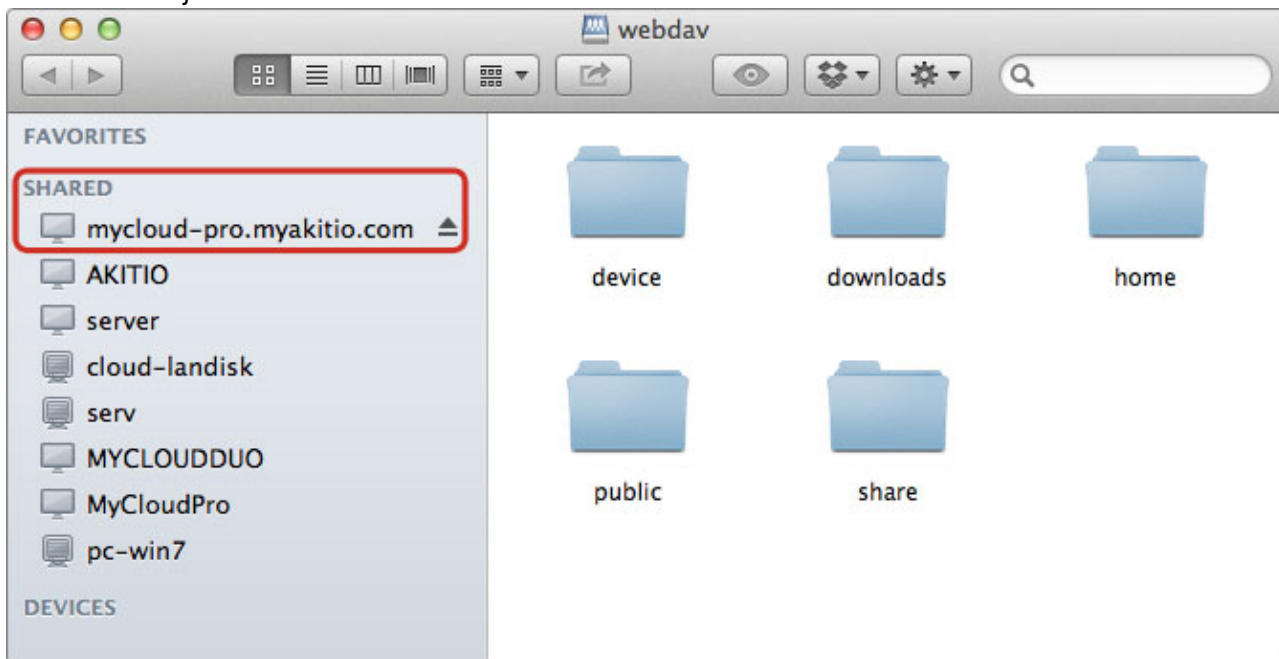 webdav
FAVORITES
SHARED
mycloud-pro.myakitio.com
AKITIO
server
cloud-landisk
serv
MYCLOUDDUO
MyCloudPro
pc-win7
DEVICES
device
downloads
home
public
share